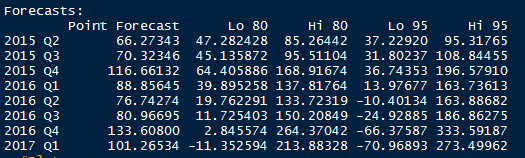 Forecasts:
Point Forecast Lo 80 Hi 80 Lo 95 Hi 95
2015 Q2 66.27343 47.282428 85.26442 37.22920 95.31765
2015 Q3 70.32346 45.135872 95.51104 31.80237 108.84455
2015 Q4 116.66132 64.405886 168.91674 36.74353 196.57910
2016 Q1 88.85645 39.895258 137.81764 13.97677 163.73613
2016 Q2 76.74274 19.762291 133.72319 -10.40134 163.88682
2016 Q3 80.96695 11.725403 150.20849 -24.92885 186.86275
2016 Q4 133.60800 2.845574 264.37042 -66.37587 333.59187
2017 Q1 101.26534 -11.352594 213.88328 -70.96893 273.49962